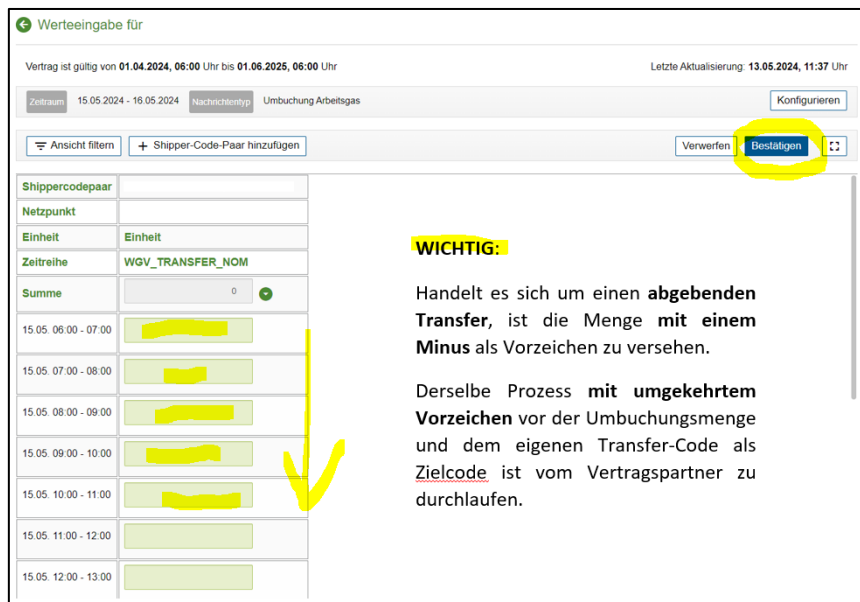 Werteeingabe für
Vertrag ist gültig von 01.04.2024, 06:00 Uhr bis 01.06.2025, 06:00 Uhr
Letzte Aktualisierung: 13.05.2024, 11:37 Uhr
Zeitraum 15.05.2024 - 16.05.2024 Nachrichtentyp Umbuchung Arbeitsgas
Konfigurieren
Ansicht filtern + Shipper-Code-Paar hinzufügen
Verwerfen Bestätigen
Shippercodepaar
Netzpunkt
Einheit Einheit
Zeitreihe WGV_TRANSFER_NOM
Summe 0
15.05. 06:00 - 07:00
15.05. 07:00 - 08:00
15.05. 08:00 - 09:00
15.05. 09:00 - 10:00
15.05. 10:00 - 11:00
15.05. 11:00 - 12:00
15.05. 12:00 - 13:00
WICHTIG:
Handelt es sich um einen abgebenden
Transfer, ist die Menge mit einem
Minus als Vorzeichen zu versehen.
Derselbe Prozess mit umgekehrtem
Vorzeichen vor der Umbuchungsmenge
und dem eigenen Transfer-Code als
Zielcode ist vom Vertragspartner zu
durchlaufen.